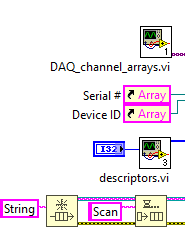 1
DAQ_channel_arrays.vi
Serial # Array
Device ID Array
I32
3
descriptors.vi
String Scan